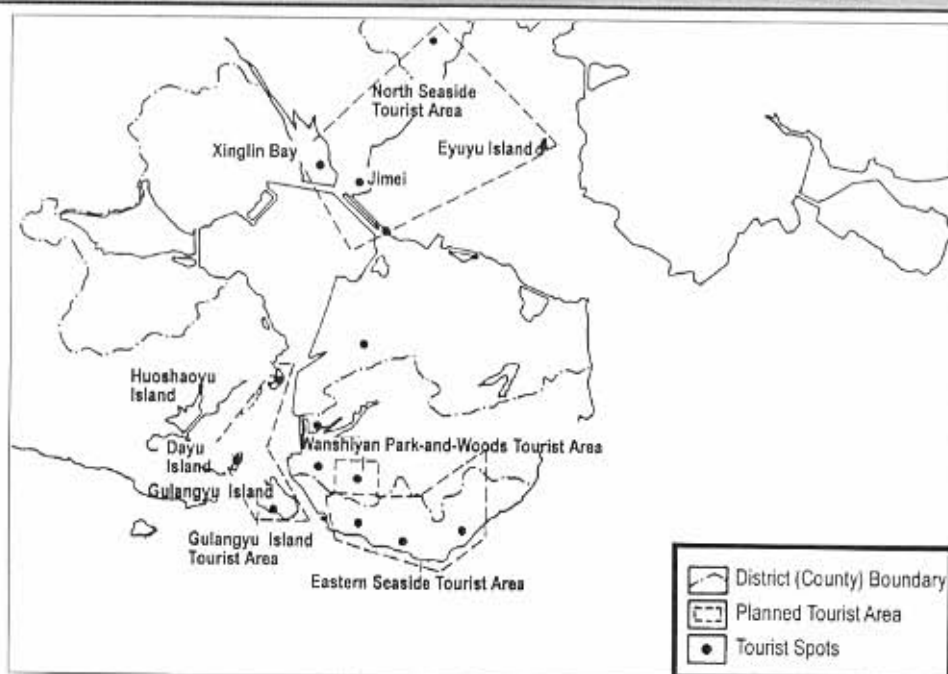 North Seaside
Tourist Area
Xinglin Bay
Eyuyu Island
Jimei
Huoshaoyu
Island
Wanshiyan Park-and-Woods Tourist Area
Dayu
Island
Gulangyu Island
Gulangyu Island
Tourist Area
Eastern Seaside Tourist Area
District (County) Boundary
Planned Tourist Area
Tourist Spots